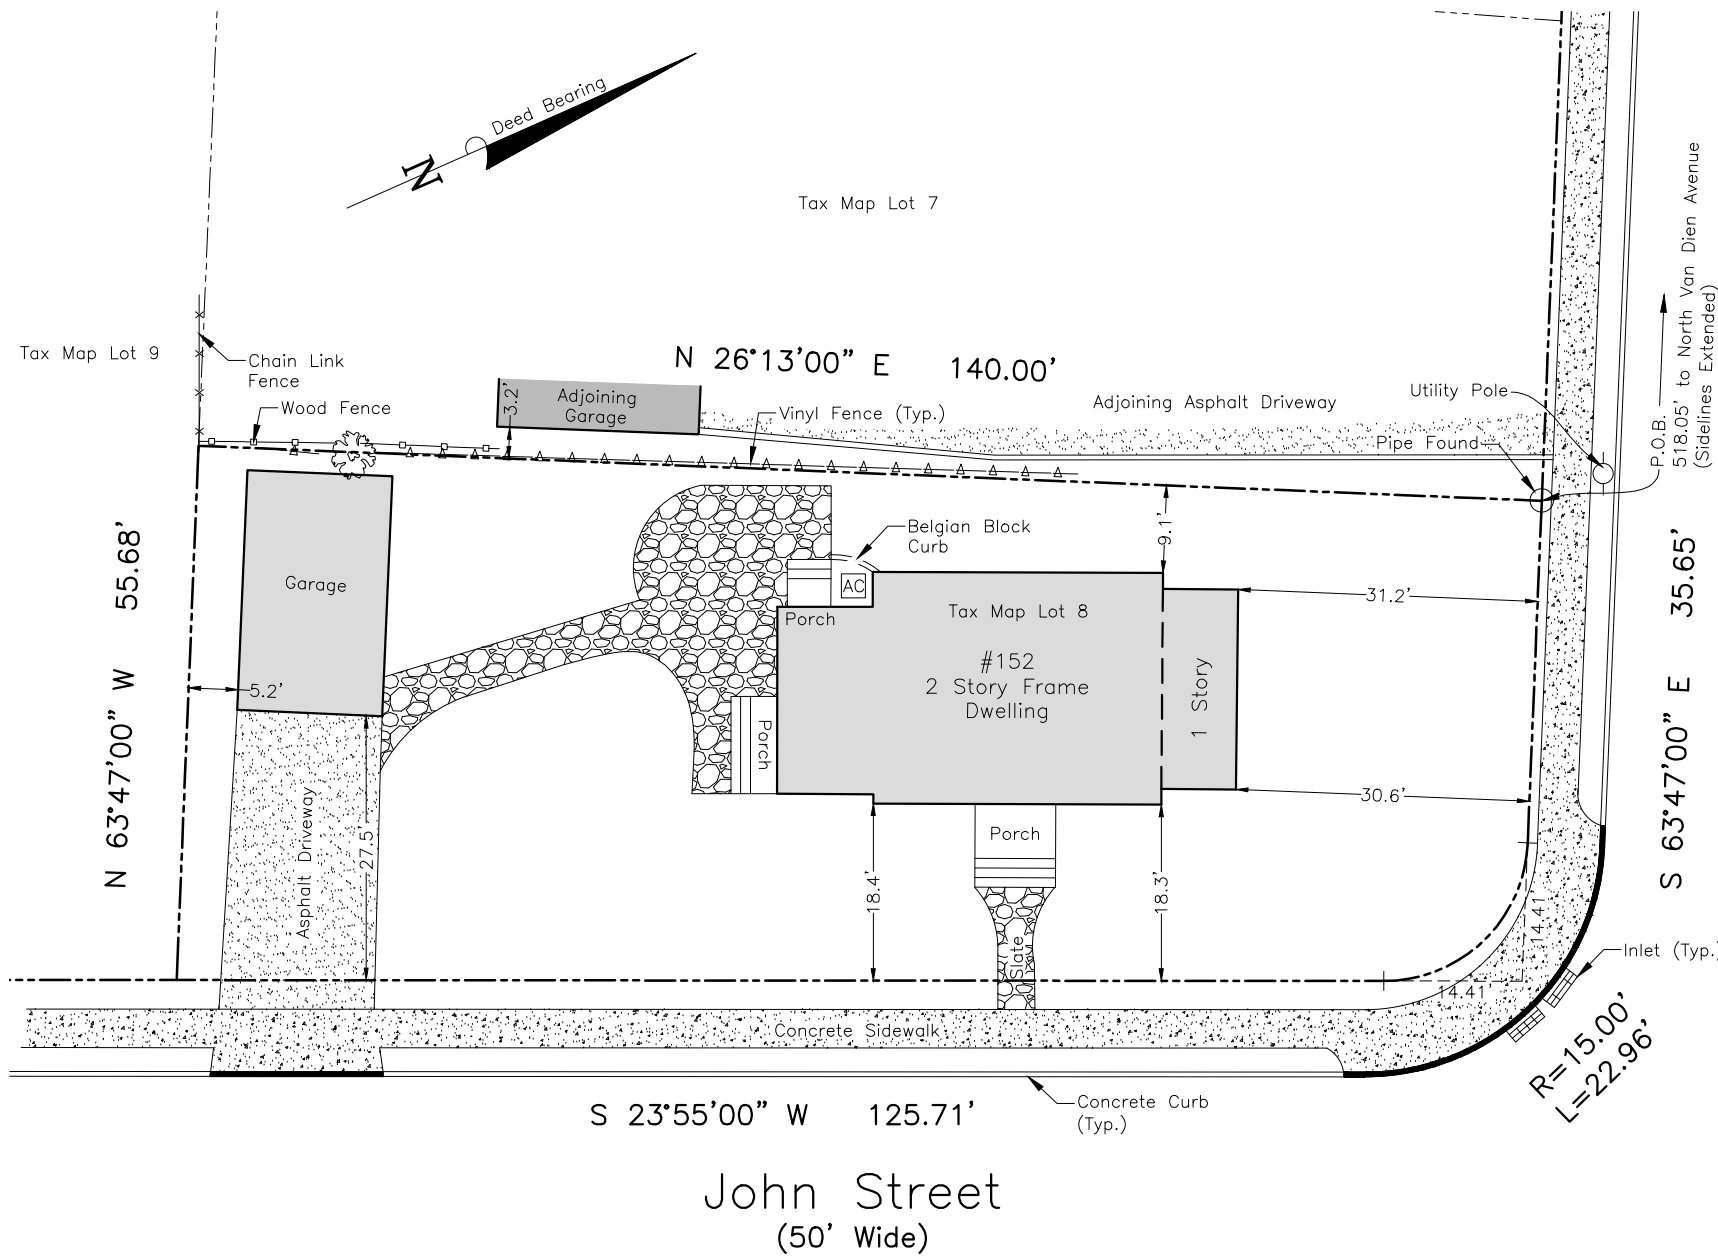 Deed Bearing
N
Tax Map Lot 7
P.O.B.
518.05' to North Van Dien Avenue
(Sidelines Extended)
Tax Map Lot 9
Chain Link
Fence
Wood Fence
N 26°13'00" E 140.00'
Adjoining
Garage
3.2'
Vinyl Fence (Typ.)
Adjoining Asphalt Driveway
Utility Pole
Pipe Found
N 63°47'00" W 55.68'
Garage
5.2'
Belgian Block
Curb
AC
Porch
9.1'
Tax Map Lot 8
#152
2 Story Frame
Dwelling
1 Story
31.2'
30.6'
S 63°47'00" E 35.65'
Porch
Porch
Asphalt Driveway
27.5'
18.4'
18.3'
Slate
14.41
14.41'
Inlet (Typ.)
Concrete Sidewalk
R=15.00'
L=22.96'
Concrete Curb
(Typ.)
S 23°55'00" W 125.71'
John Street
(50' Wide)